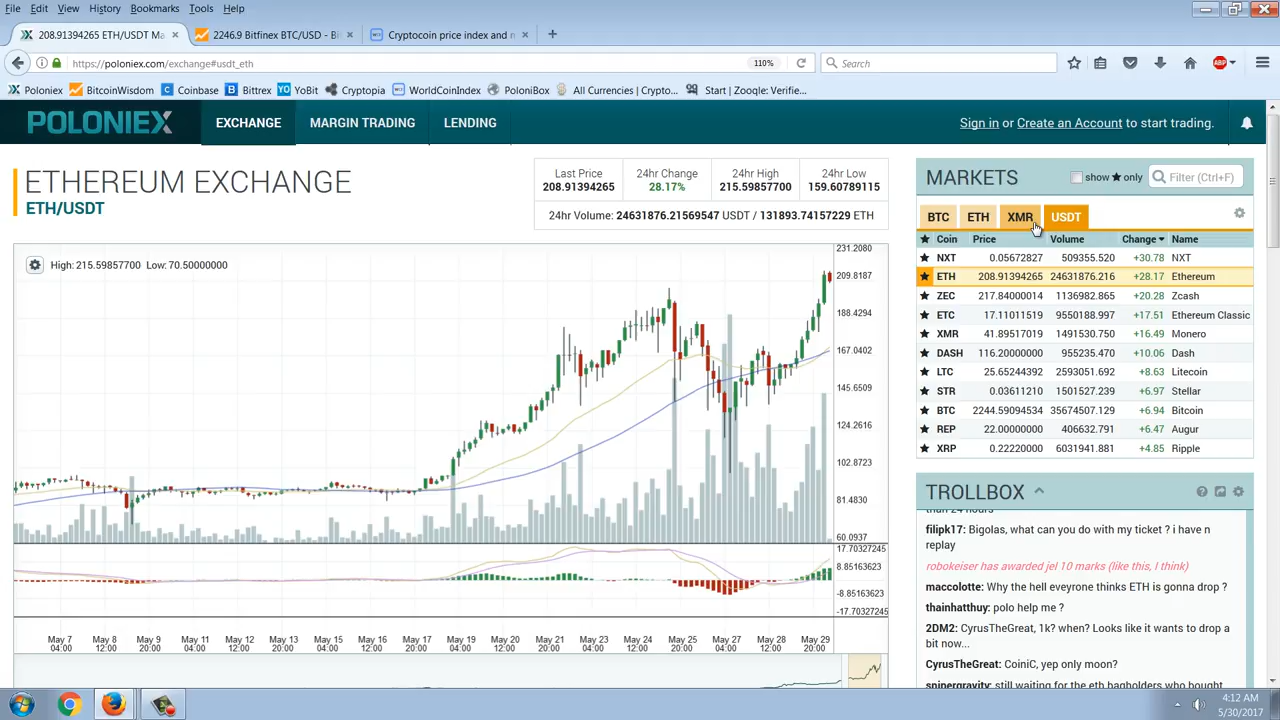 File Edit View History Bookmarks Tools Help
208.91394265 ETH/USDT Ma
2246.9 Bitfinex BTC/USD - Bi
Cryptocoin price index and m
https://poloniex.com/exchange#usdt_eth
110%
Search
Poloniex BitcoinWisdom Coinbase Bittrex YoBit Cryptopia WorldCoinIndex PoloniBox All Currencies | Crypto... Start | Zooqle: Verifie...
POLONIEX
EXCHANGE
MARGIN TRADING
LENDING
Sign in or Create an Account to start trading.
ETHEREUM EXCHANGE
ETH/USDT
Last Price
208.91394265
24hr Change
28.17%
24hr High
215.59857700
24hr Low
159.60789115
24hr Volume: 24631876.21569547 USDT / 131893.74157229 ETH
High: 215.59857700 Low: 70.50000000
231.2080
209.8187
188.4294
167.0402
145.6509
124.2616
102.8723
81.4830
60.0937
17.70327245
8.85163623
-8.85163623
-17.70327245
May 7 04:00
May 8 12:00
May 9 20:00
May 11 04:00
May 12 12:00
May 13 20:00
May 15 04:00
May 16 12:00
May 17 20:00
May 19 04:00
May 20 12:00
May 21 20:00
May 23 04:00
May 24 12:00
May 25 20:00
May 27 04:00
May 28 12:00
May 29 20:00
MARKETS
show ★ only
Filter (Ctrl+F)
BTC ETH XMR USDT
Coin Price Volume Change Name
NXT 0.05672827 509355.520 +30.78 NXT
ETH 208.91394265 24631876.216 +28.17 Ethereum
ZEC 217.84000014 1136982.865 +20.28 Zcash
ETC 17.11011519 9550188.997 +17.51 Ethereum Classic
XMR 41.89517019 1491530.750 +16.49 Monero
DASH 116.20000000 955235.470 +10.06 Dash
LTC 25.65244392 2593051.692 +8.63 Litecoin
STR 0.03611210 1501527.239 +6.97 Stellar
BTC 2244.59094534 35674507.129 +6.94 Bitcoin
REP 22.00000000 406632.791 +6.47 Augur
XRP 0.22220000 6031941.881 +4.85 Ripple
TROLLBOX
than 24 hours
filipk17: Bigolas, what can you do with my ticket ? i have n
replay
robokeiser has awarded jel 10 marks (like this, I think)
maccolotte: Why the hell eveyrone thinks ETH is gonna drop ?
thainhatthuy: polo help me ?
2DM2: CyrusTheGreat, 1k? when? Looks like it wants to drop a
bit now...
CyrusTheGreat: CoiniC, yep only moon?
snipergravity: still waiting for the eth bagholders who bought
4:12 AM
5/30/2017